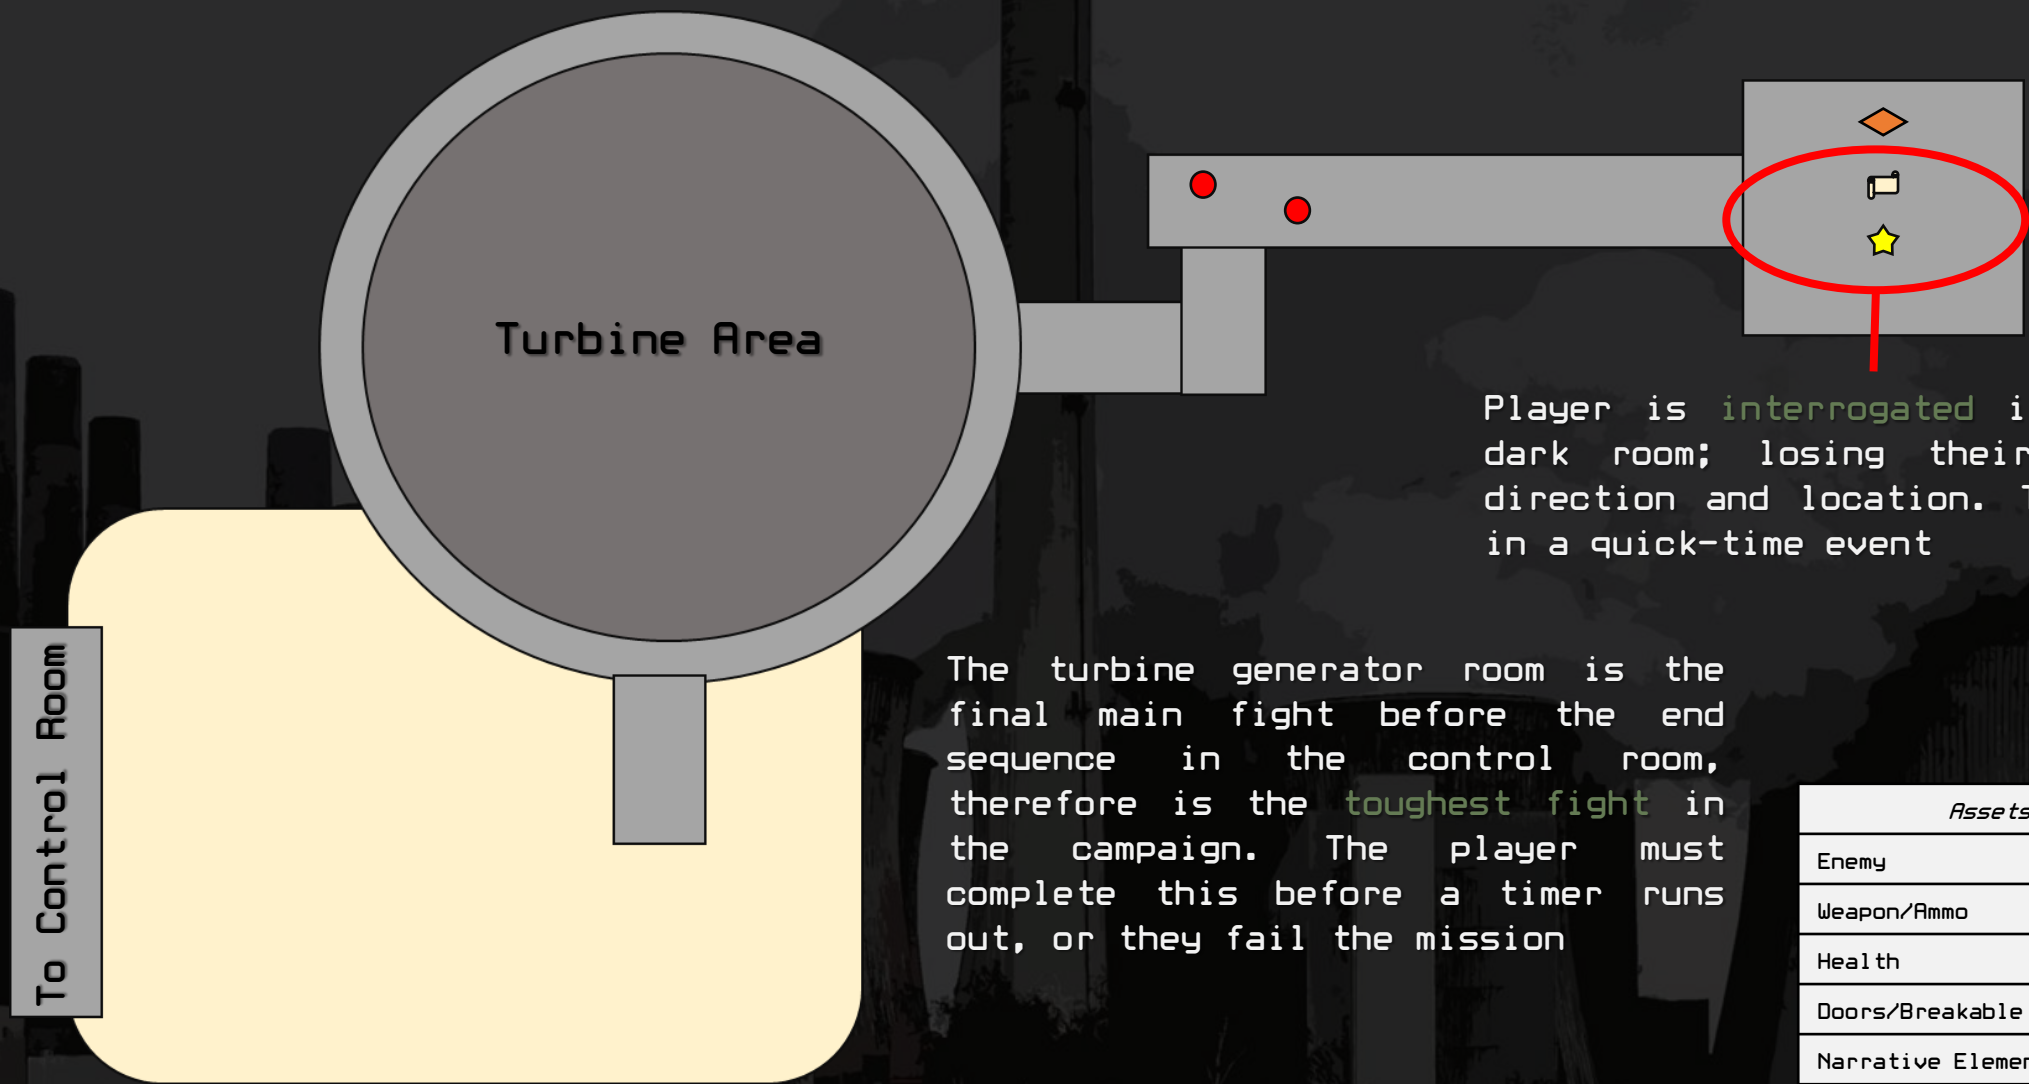 Turbine Area
Player is interrogated
dark room; losing their
direction and location.
in a quick-time event
To Control Room
The turbine generator room is the
final main fight before the end
sequence in the control room,
therefore is the toughest fight in
the campaign. The player must
complete this before a timer runs
out, or they fail the mission
Assets
Enemy
Weapon/Ammo
Health
Doors/Breakable
Narrative